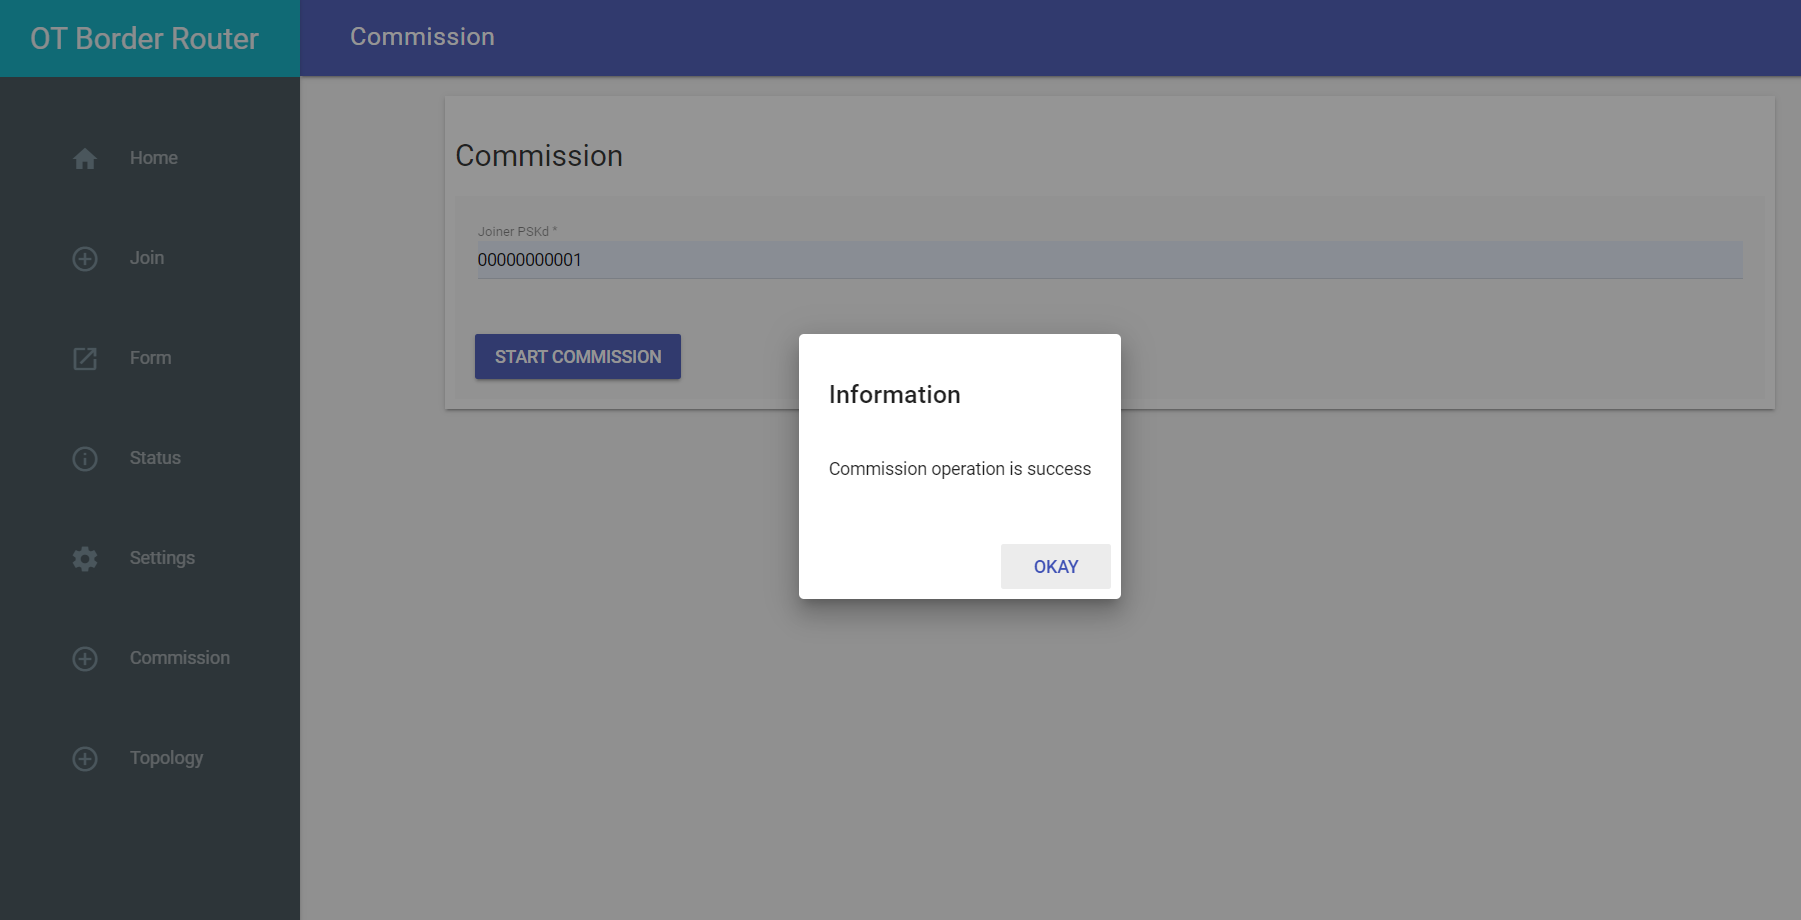 OT Border Router
Commission
Home
Join
Form
Status
Settings
Commission
Topology
Commission
Joiner PSKd *
00000000001
START COMMISSION
Information
Commission operation is success
OKAY